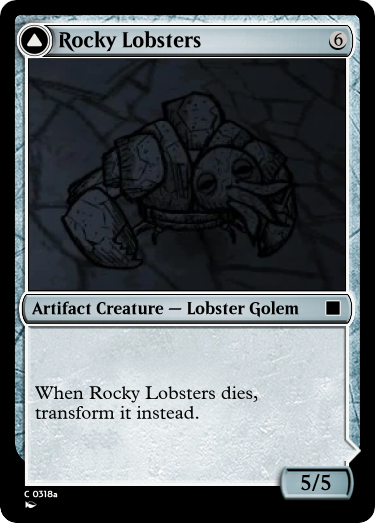 Rocky Lobsters 6
Artifact Creature — Lobster Golem
When Rocky Lobsters dies,
transform it instead.
5/5
C 0318a